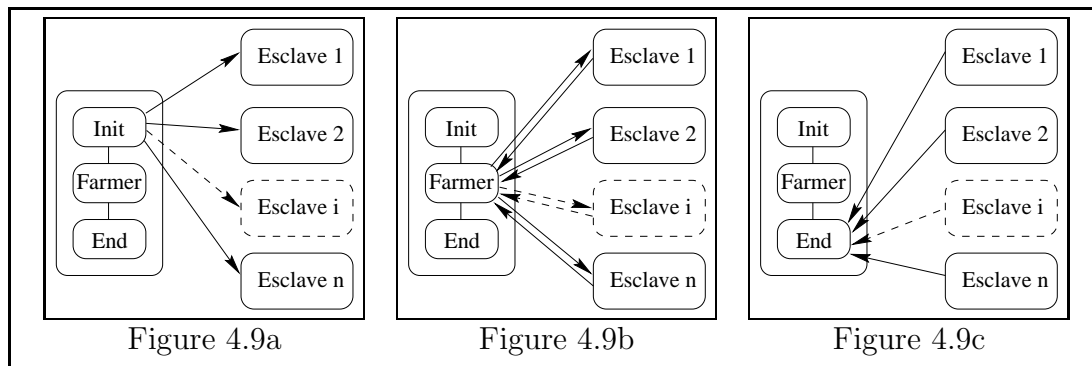 Esclave 1
Init
Esclave 2
Farmer
Esclave i
End
Esclave n
Figure 4.9a
Esclave 1
Init
Esclave 2
Farmer
Esclave i
End
Esclave n
Figure 4.9b
Esclave 1
Init
Esclave 2
Farmer
Esclave i
End
Esclave n
Figure 4.9c